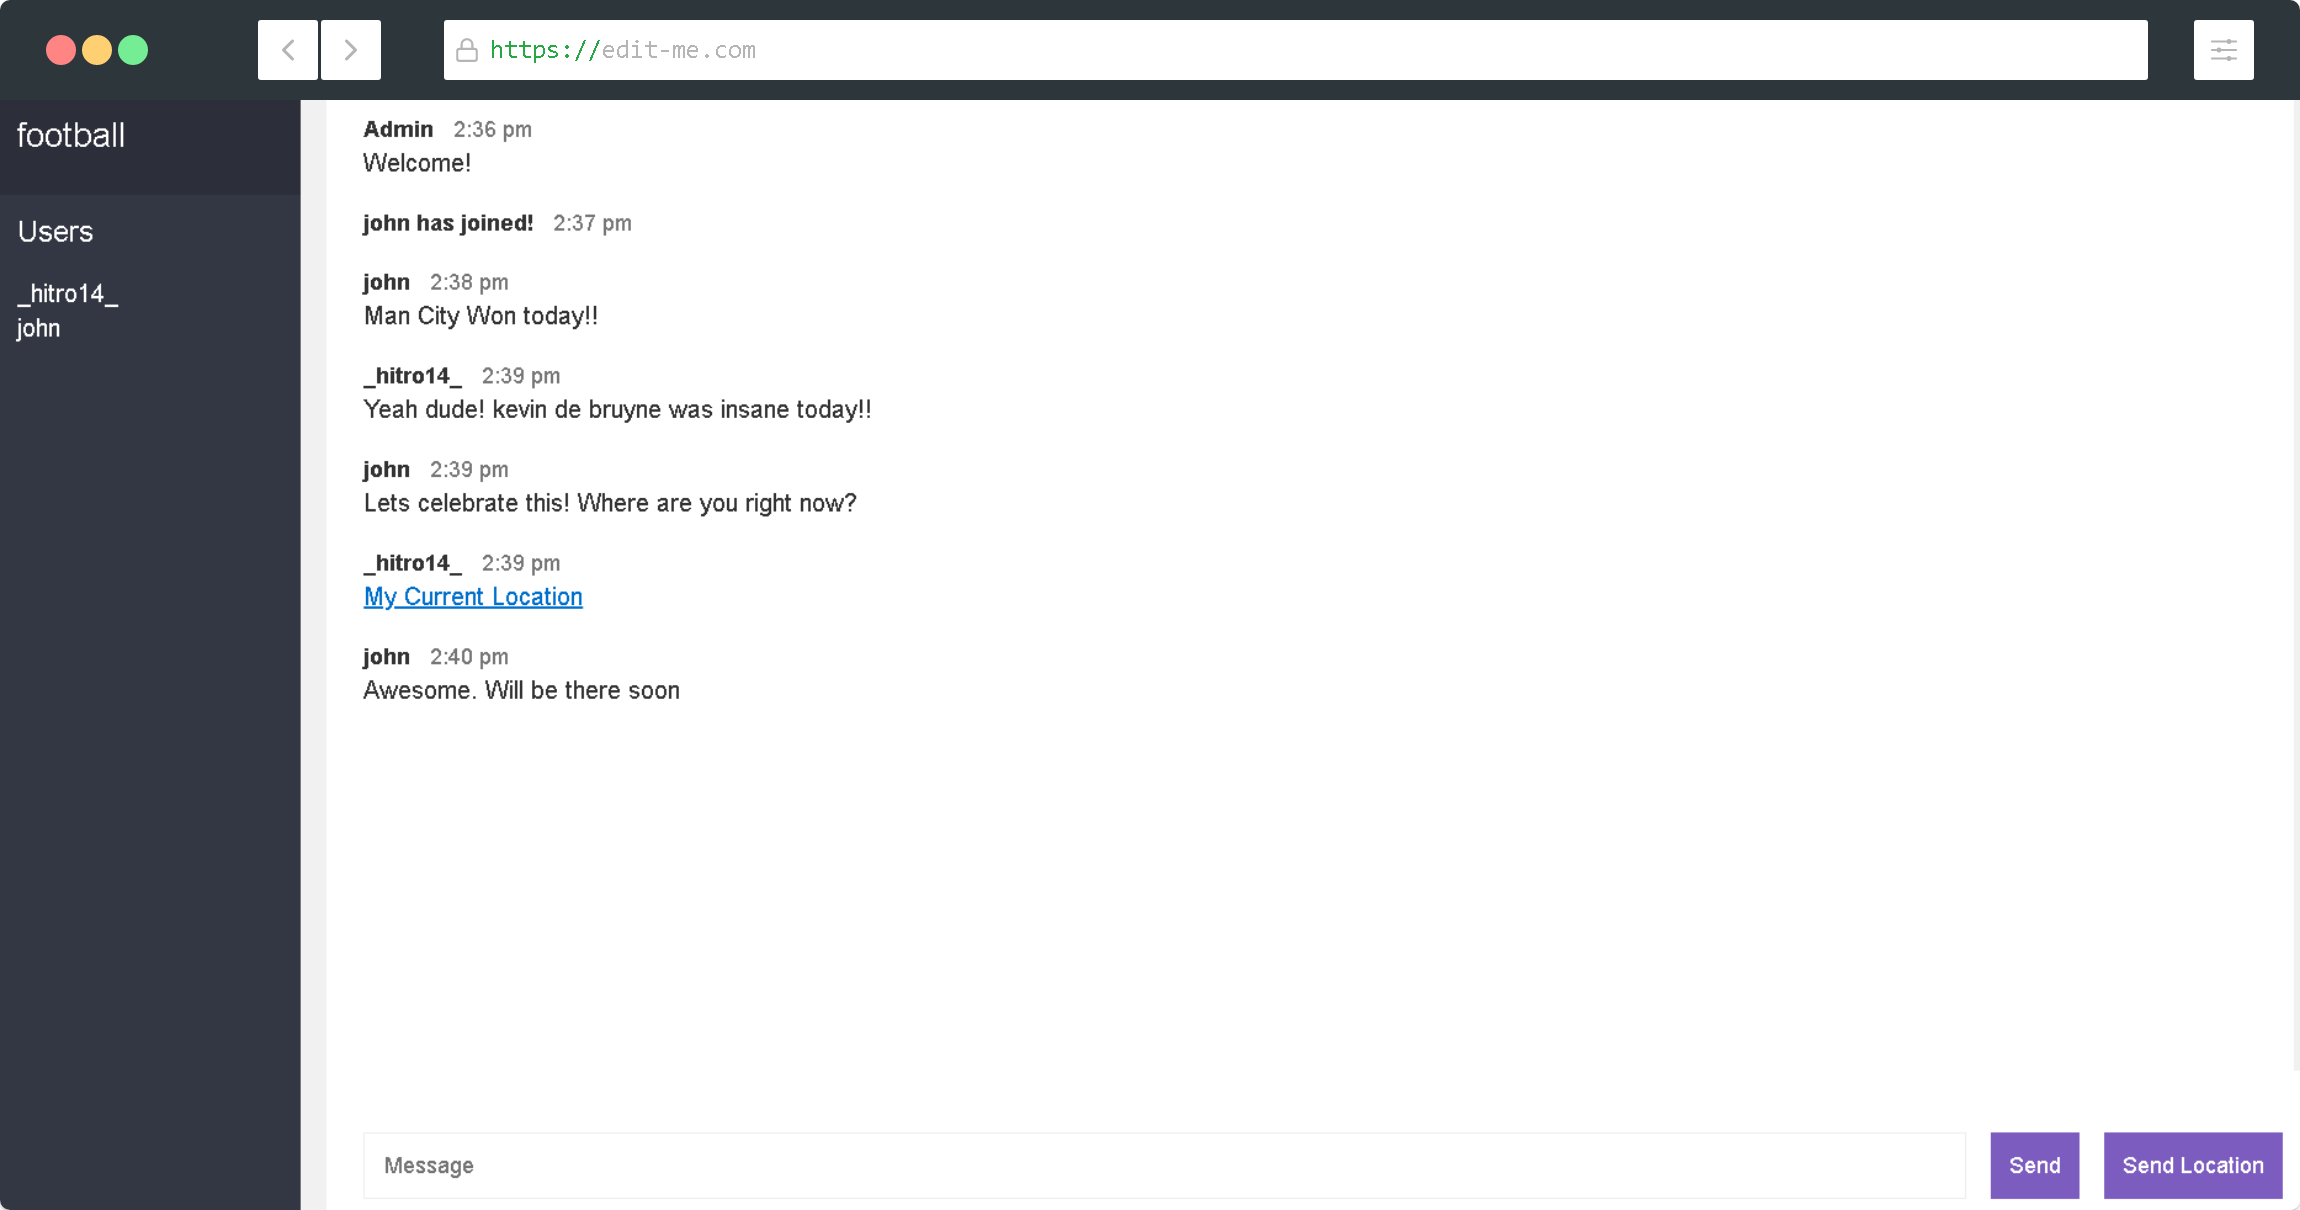 https://edit-me.com
football
Users
_hitro14_
john
Admin 2:36 pm
Welcome!
john has joined! 2:37 pm
john 2:38 pm
Man City Won today!!
_hitro14_ 2:39 pm
Yeah dude! kevin de bruyne was insane today!!
john 2:39 pm
Lets celebrate this! Where are you right now?
_hitro14_ 2:39 pm
My Current Location
john 2:40 pm
Awesome. Will be there soon
Message Send Send Location